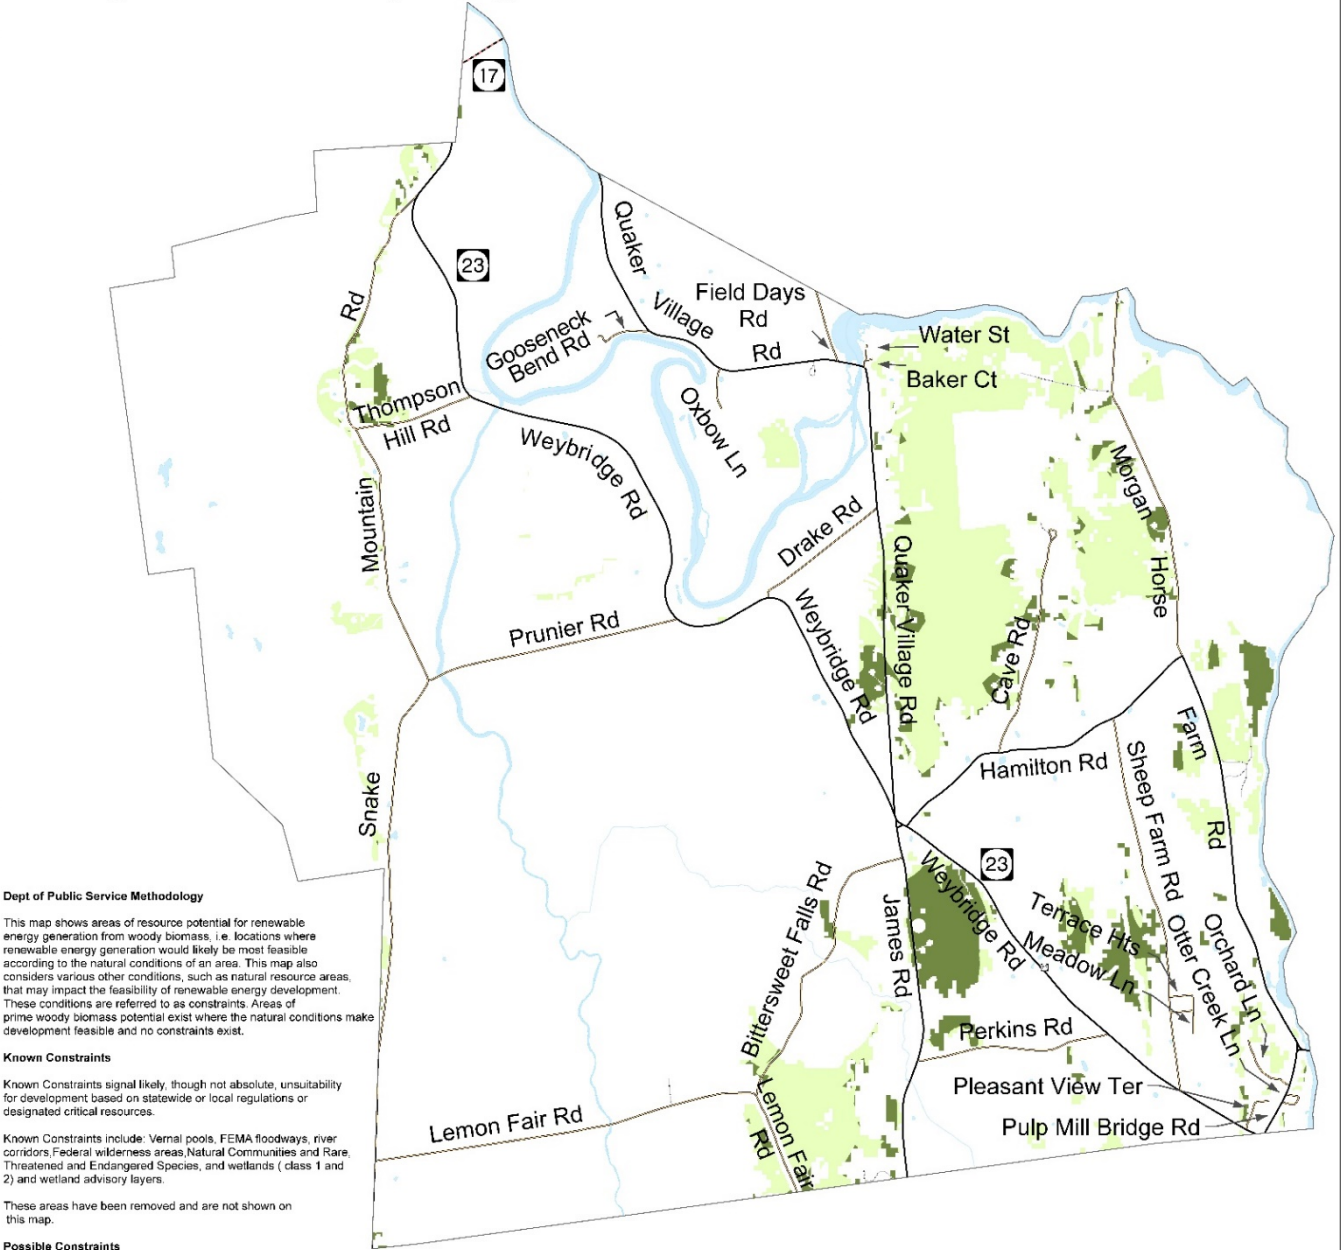 17
23
Quaker
Village
Rd
Field Days
Rd
Gooseneck
Bend Rd
Water St
Baker Ct
Rd
Thompson
Hill Rd
Oxbow Ln
Weybridge Rd
Morgan
Horse
Farm
Rd
Mountain
Drake Rd
Quaker Village Rd
Prunier Rd
Weybridge Rd
Cave Rd
Snake
Hamilton Rd
Sheep Farm Rd
23
Weybridge Rd
Bittersweet Falls Rd
James Rd
Terrace Hts
Meadow Ln
Otter Creek Ln
Orchard Ln
Perkins Rd
Pleasant View Ter
Pulp Mill Bridge Rd
Lemon Fair Rd
Lemon Fair
Rd
Dept of Public Service Methodology
This map shows areas of resource potential for renewable
energy generation from woody biomass, i.e. locations where
renewable energy generation would likely be most feasible
according to the natural conditions of an area. This map also
considers various other conditions, such as natural resource areas,
that may impact the feasibility of renewable energy development.
These conditions are referred to as constraints. Areas of
prime woody biomass potential exist where the natural conditions make
development feasible and no constraints exist.
Known Constraints
Known Constraints signal likely, though not absolute, unsuitability
for development based on statewide or local regulations or
designated critical resources.
Known Constraints include: Vernal pools, FEMA floodways, river
corridors,Federal wilderness areas,Natural Communities and Rare,
Threatened and Endangered Species, and wetlands ( class 1 and
2) and wetland advisory layers.
These areas have been removed and are not shown on
this map.
Possible Constraints